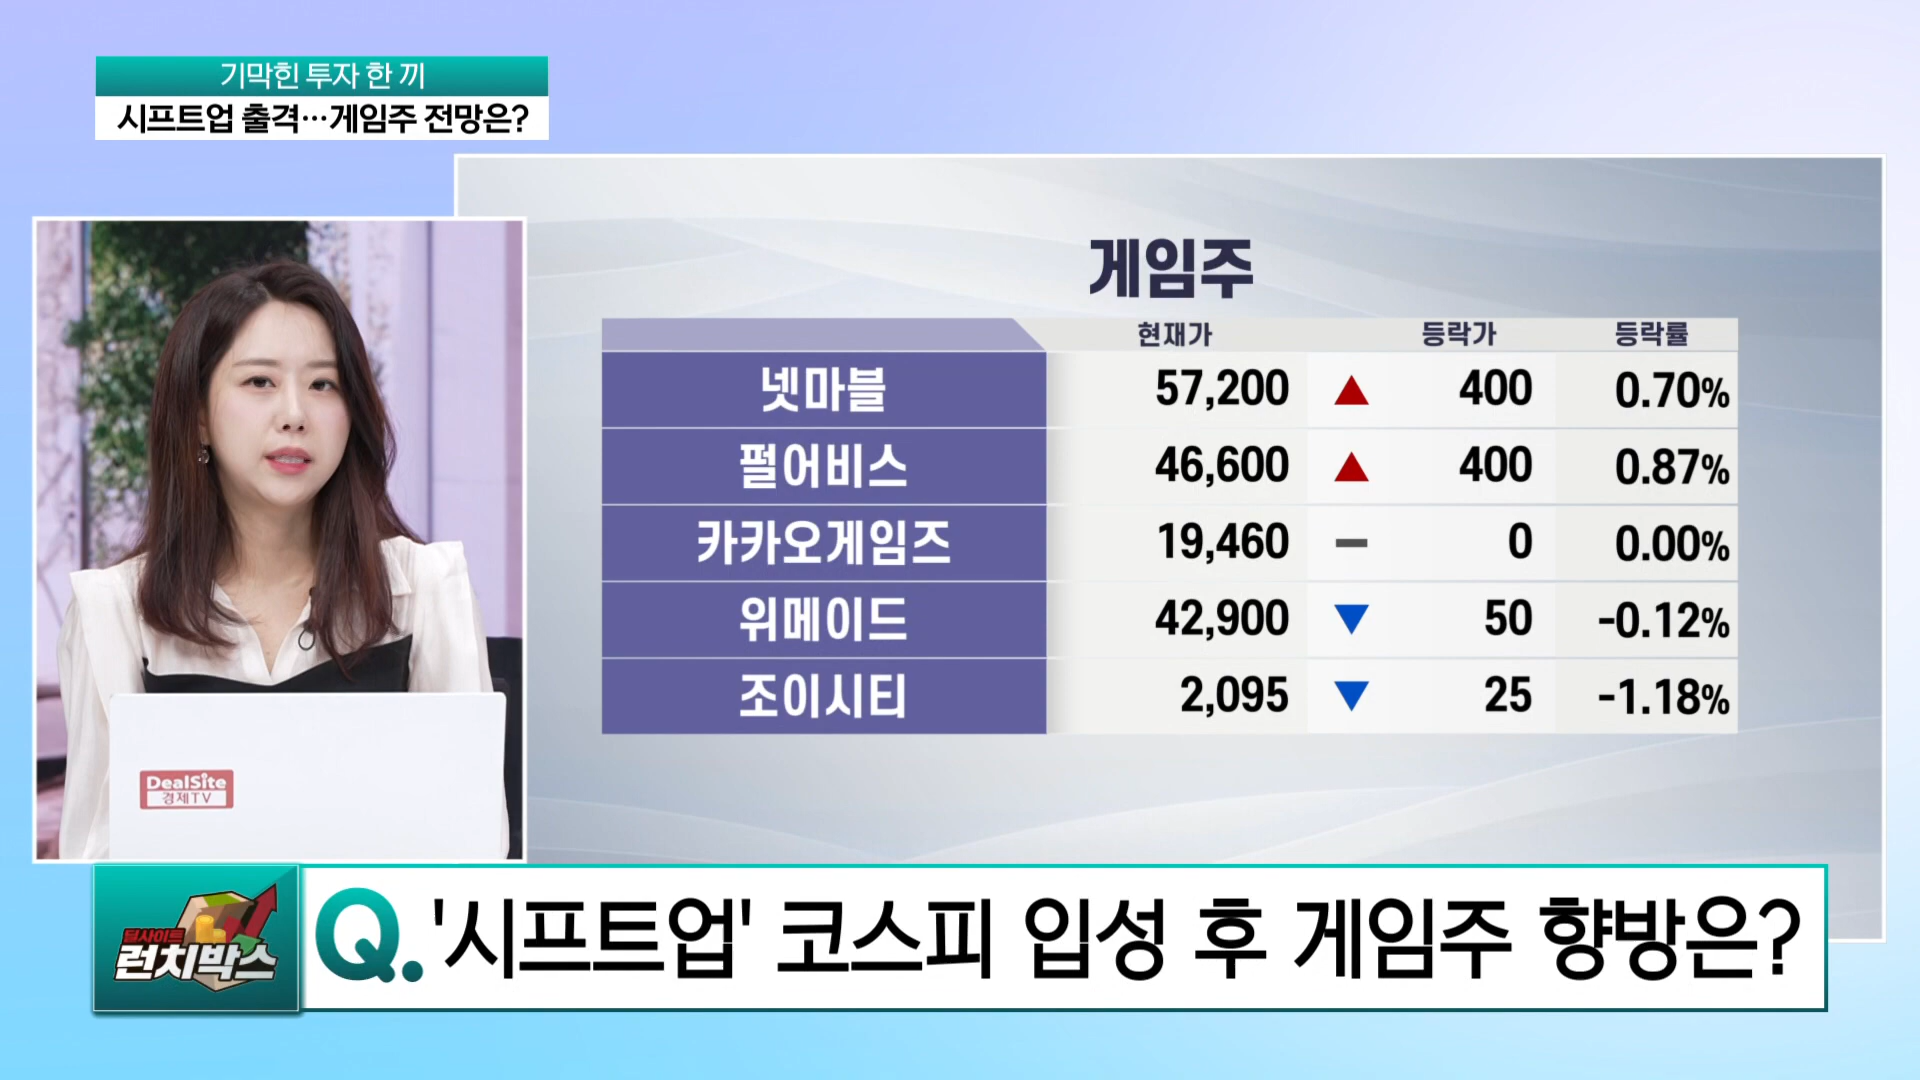 기막힌 투자 한 끼
시프트업 출격…게임주 전망은?
게임주
현재가 등락가 등락률
넷마블 57,200 ▲ 400 0.70%
펄어비스 46,600 ▲ 400 0.87%
카카오게임즈 19,460 － 0 0.00%
위메이드 42,900 ▼ 50 -0.12%
조이시티 2,095 ▼ 25 -1.18%
DealSite
경제TV
딜사이트
런치박스
Q. '시프트업' 코스피 입성 후 게임주 향방은?